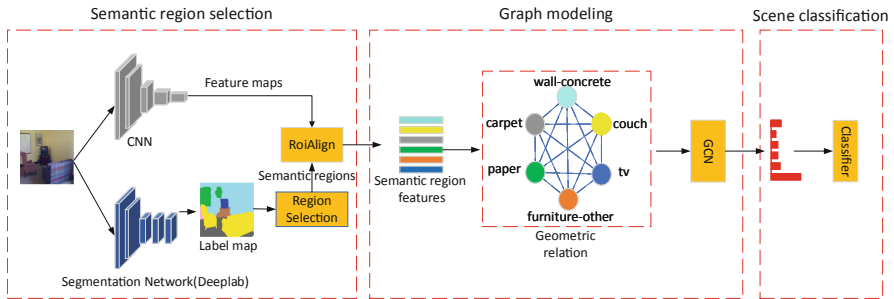 Semantic region selection
Graph modeling
Scene classification
CNN
Feature maps
RoiAlign
Semantic regions
Region
Selection
Label map
Segmentation Network(Deeplab)
Semantic region
features
wall-concrete
carpet
couch
paper
tv
furniture-other
Geometric
relation
GCN
Classifier